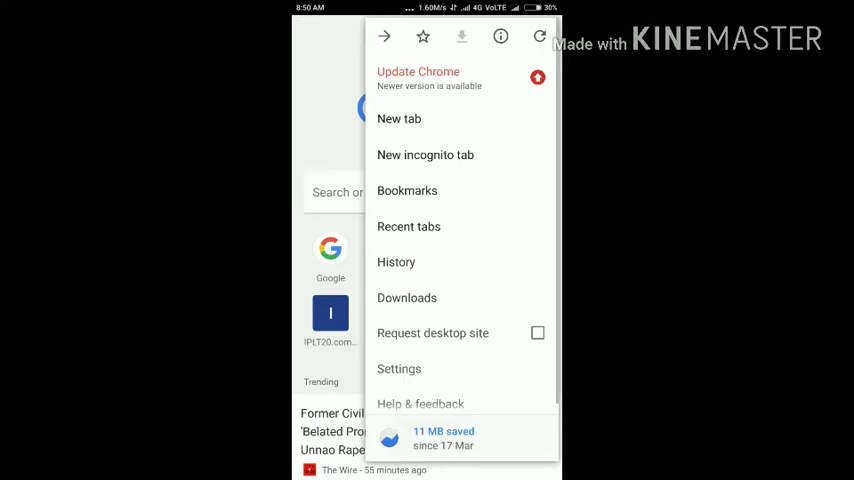 8:50 AM
... 1.60M/s 4G VoLTE 30%
Made with KINEMASTER
Update Chrome
Newer version is available
New tab
New incognito tab
Bookmarks
Recent tabs
History
Downloads
Request desktop site
Settings
Help & feedback
11 MB saved
since 17 Mar
Search or
Google
I
IPLT20.com...
Trending
Former Civil
'Belated Pro
Unnao Rape
The Wire - 55 minutes ago